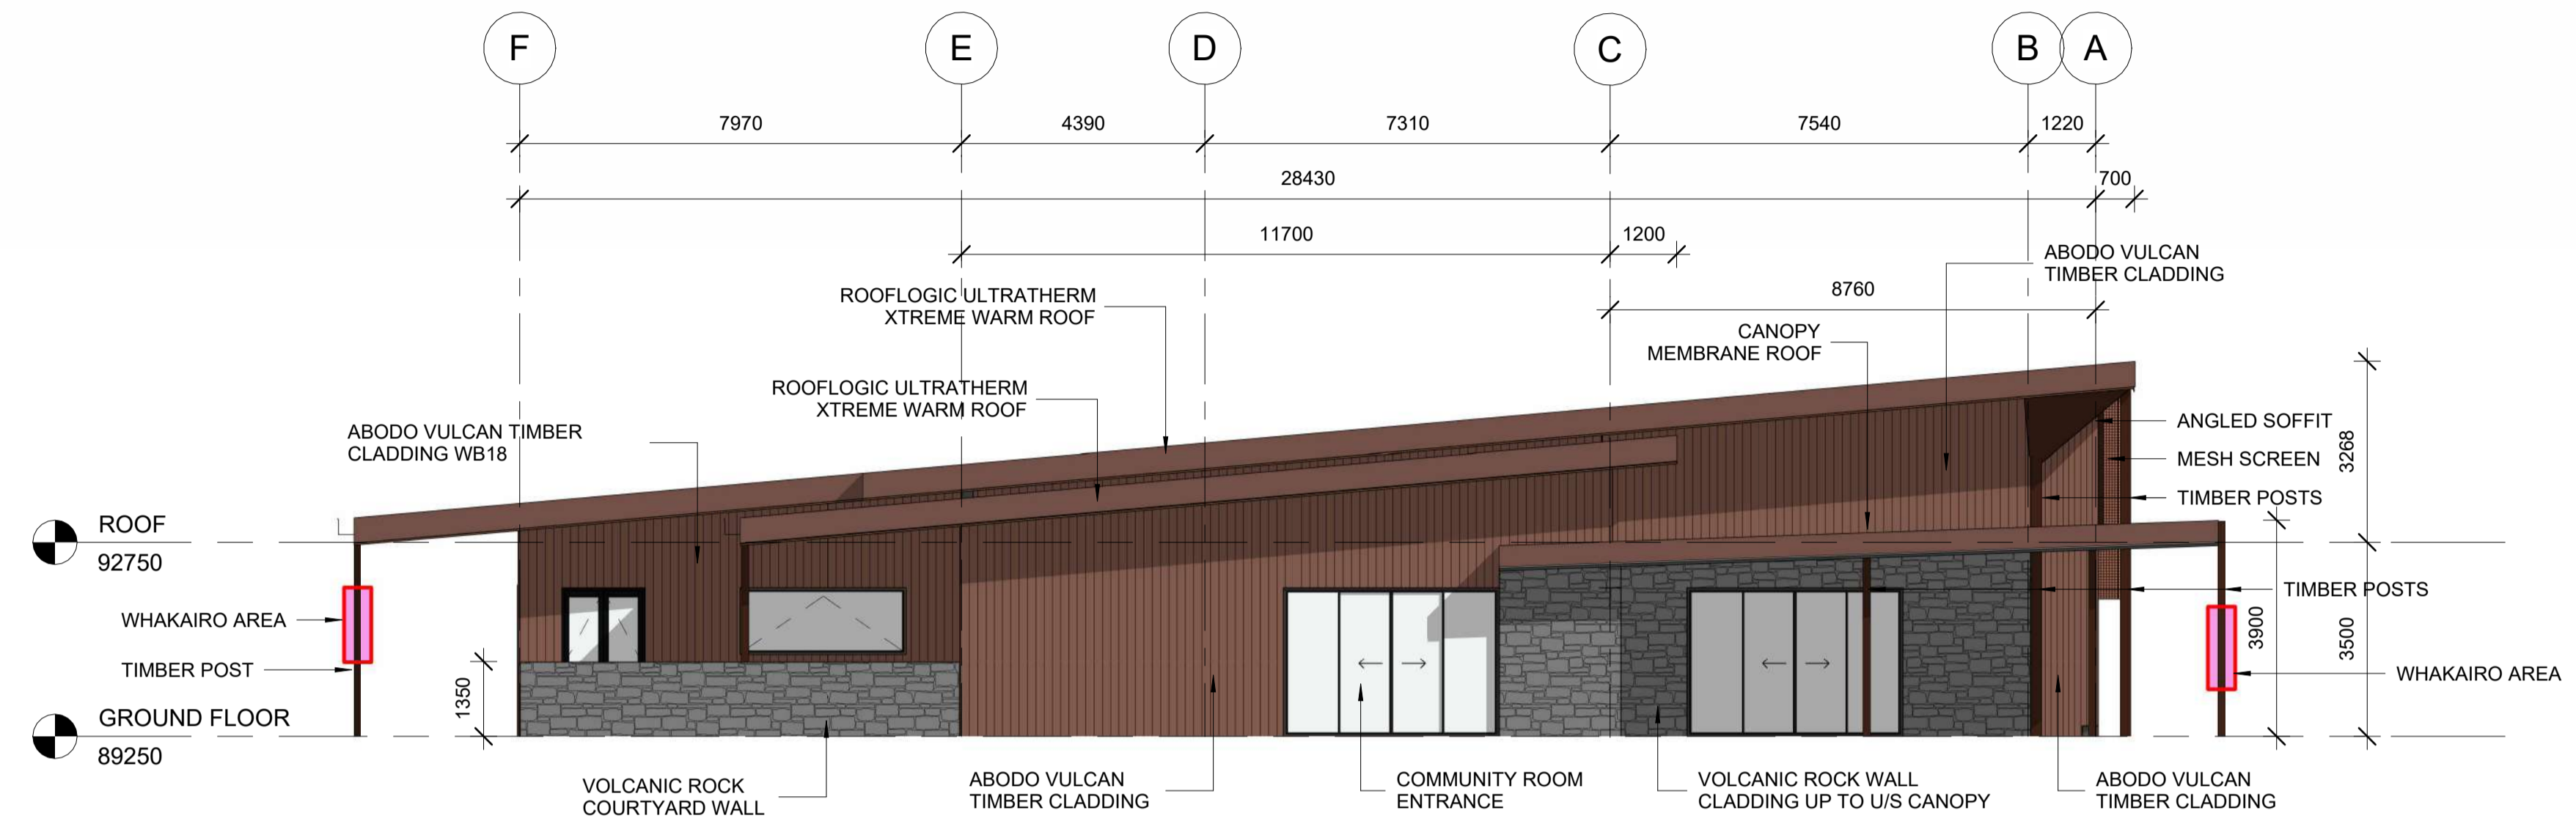 F
E
D
C
B
A
7970
4390
7310
7540
1220
28430
700
11700
1200
8760
ABODO VULCAN
TIMBER CLADDING
ROOFLOGIC ULTRATHERM
XTREME WARM ROOF
CANOPY
MEMBRANE ROOF
ROOFLOGIC ULTRATHERM
XTREME WARM ROOF
ABODO VULCAN TIMBER
CLADDING WB18
ANGLED SOFFIT
MESH SCREEN
TIMBER POSTS
3268
ROOF
92750
WHAKAIRO AREA
TIMBER POST
TIMBER POSTS
3900
3500
WHAKAIRO AREA
1350
GROUND FLOOR
89250
VOLCANIC ROCK
COURTYARD WALL
ABODO VULCAN
TIMBER CLADDING
COMMUNITY ROOM
ENTRANCE
VOLCANIC ROCK WALL
CLADDING UP TO U/S CANOPY
ABODO VULCAN
TIMBER CLADDING